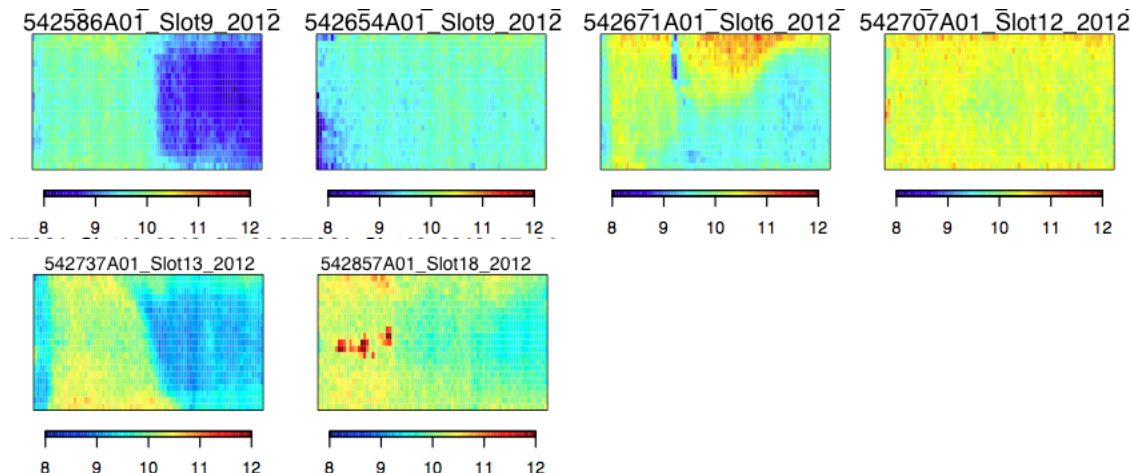 542586A01_Slot9_2012 542654A01_Slot9_2012 542671A01_Slot6_2012 542707A01_Slot12_2012
8 9 10 11 12 8 9 10 11 12 8 9 10 11 12 8 9 10 11 12
542737A01_Slot13_2012 542857A01_Slot18_2012
8 9 10 11 12 8 9 10 11 12